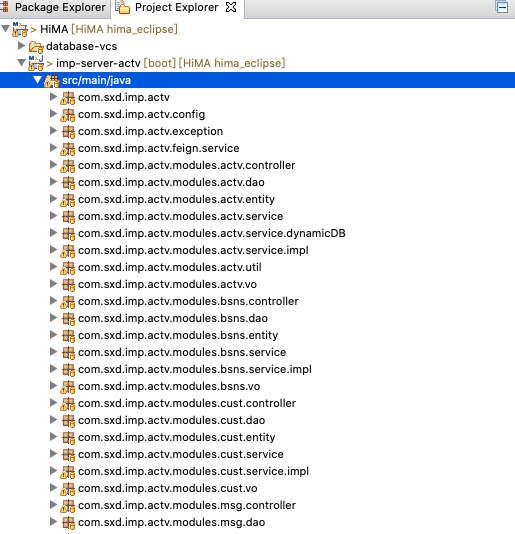 Package Explorer Project Explorer
> HiMA [HiMA hima_eclipse]
database-vcs
> imp-server-actv [boot] [HiMA hima_eclipse]
src/main/java
com.sxd.imp.actv
com.sxd.imp.actv.config
com.sxd.imp.actv.exception
com.sxd.imp.actv.feign.service
com.sxd.imp.actv.modules.actv.controller
com.sxd.imp.actv.modules.actv.dao
com.sxd.imp.actv.modules.actv.entity
com.sxd.imp.actv.modules.actv.service
com.sxd.imp.actv.modules.actv.service.dynamicDB
com.sxd.imp.actv.modules.actv.service.impl
com.sxd.imp.actv.modules.actv.util
com.sxd.imp.actv.modules.actv.vo
com.sxd.imp.actv.modules.bsns.controller
com.sxd.imp.actv.modules.bsns.dao
com.sxd.imp.actv.modules.bsns.entity
com.sxd.imp.actv.modules.bsns.service
com.sxd.imp.actv.modules.bsns.service.impl
com.sxd.imp.actv.modules.bsns.vo
com.sxd.imp.actv.modules.cust.controller
com.sxd.imp.actv.modules.cust.dao
com.sxd.imp.actv.modules.cust.entity
com.sxd.imp.actv.modules.cust.service
com.sxd.imp.actv.modules.cust.service.impl
com.sxd.imp.actv.modules.cust.vo
com.sxd.imp.actv.modules.msg.controller
com.sxd.imp.actv.modules.msg.dao